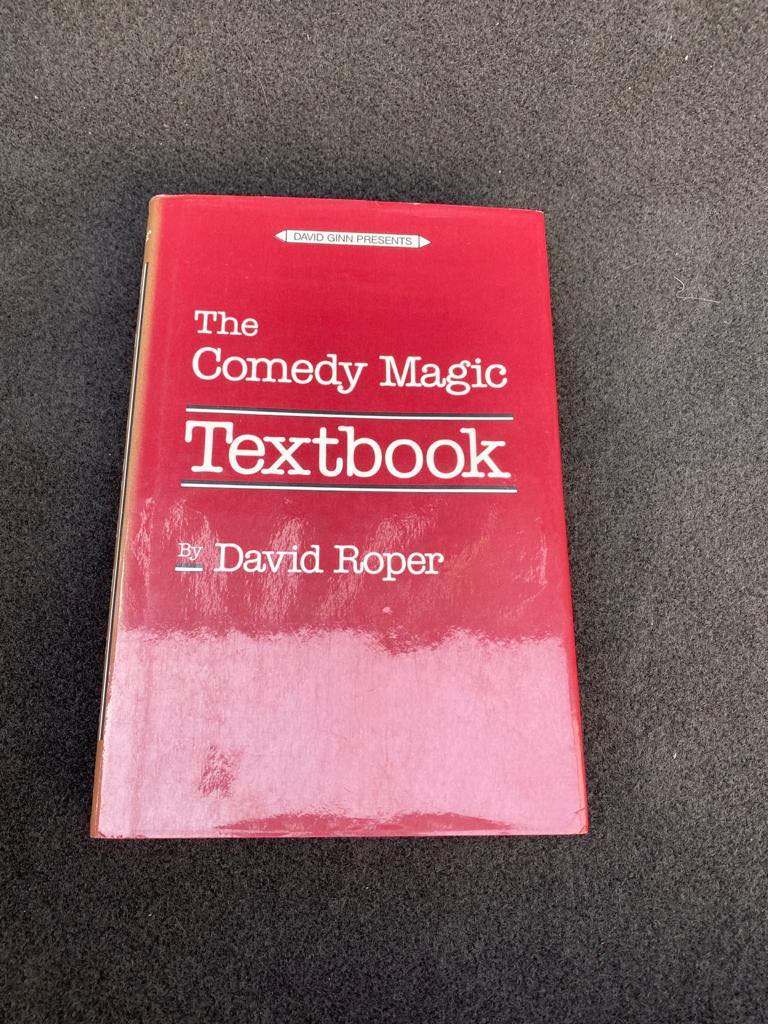 DAVID GINN PRESENTS
The
Comedy Magic
Textbook
By David Roper